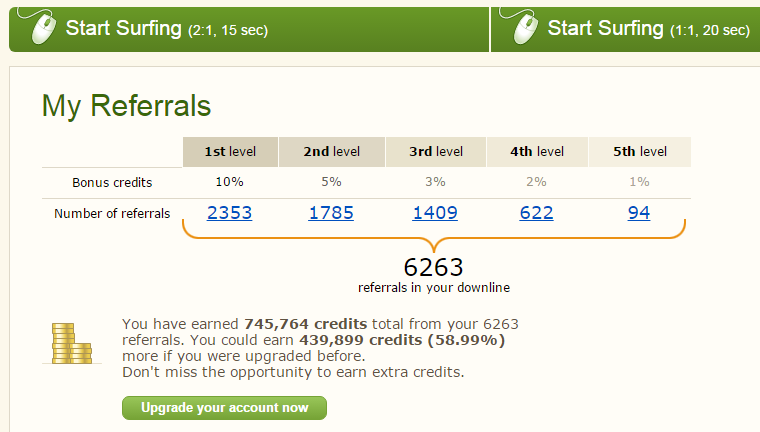 Start Surfing (2:1, 15 sec)
Start Surfing (1:1, 20 sec)
My Referrals
1st level 2nd level 3rd level 4th level 5th level
Bonus credits 10% 5% 3% 2% 1%
Number of referrals 2353 1785 1409 622 94
6263
referrals in your downline
You have earned 745,764 credits total from your 6263
referrals. You could earn 439,899 credits (58.99%)
more if you were upgraded before.
Don't miss the opportunity to earn extra credits.
Upgrade your account now